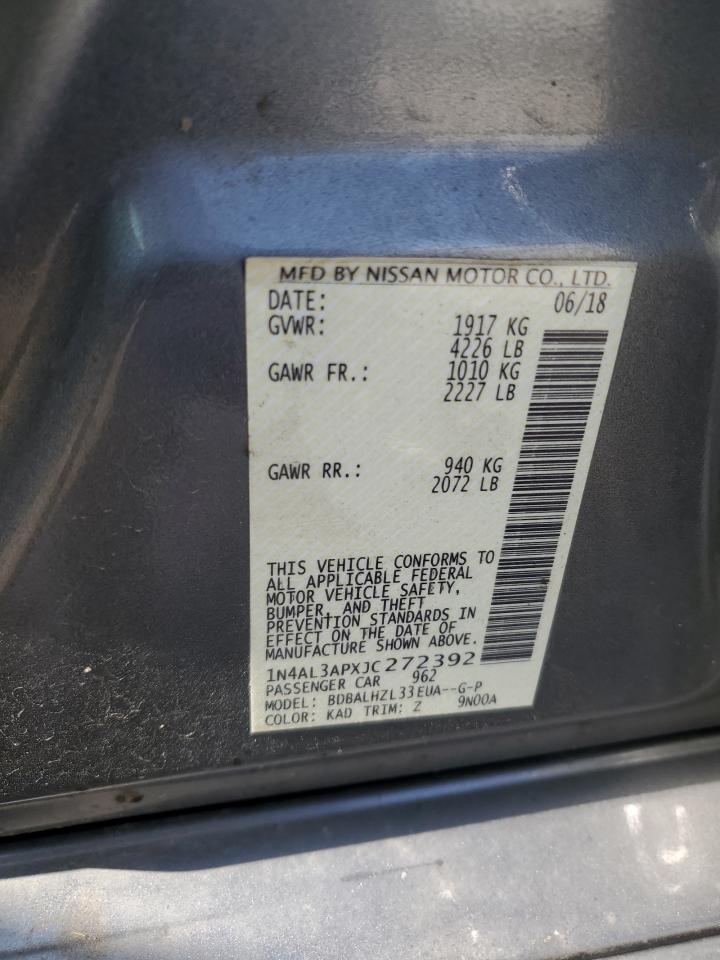 MFD BY NISSAN MOTOR CO., LTD.
DATE: 06/18
GVWR: 1917 KG
4226 LB
GAWR FR.: 1010 KG
2227 LB
GAWR RR.: 940 KG
2072 LB
THIS VEHICLE CONFORMS TO
ALL APPLICABLE FEDERAL
MOTOR VEHICLE SAFETY,
BUMPER, AND THEFT
PREVENTION STANDARDS IN
EFFECT ON THE DATE OF
MANUFACTURE SHOWN ABOVE.
1N4AL3APXJC272392
PASSENGER CAR 962
MODEL: BDBALHZL33EUA--G-P
COLOR: KAD TRIM: Z 9N00A